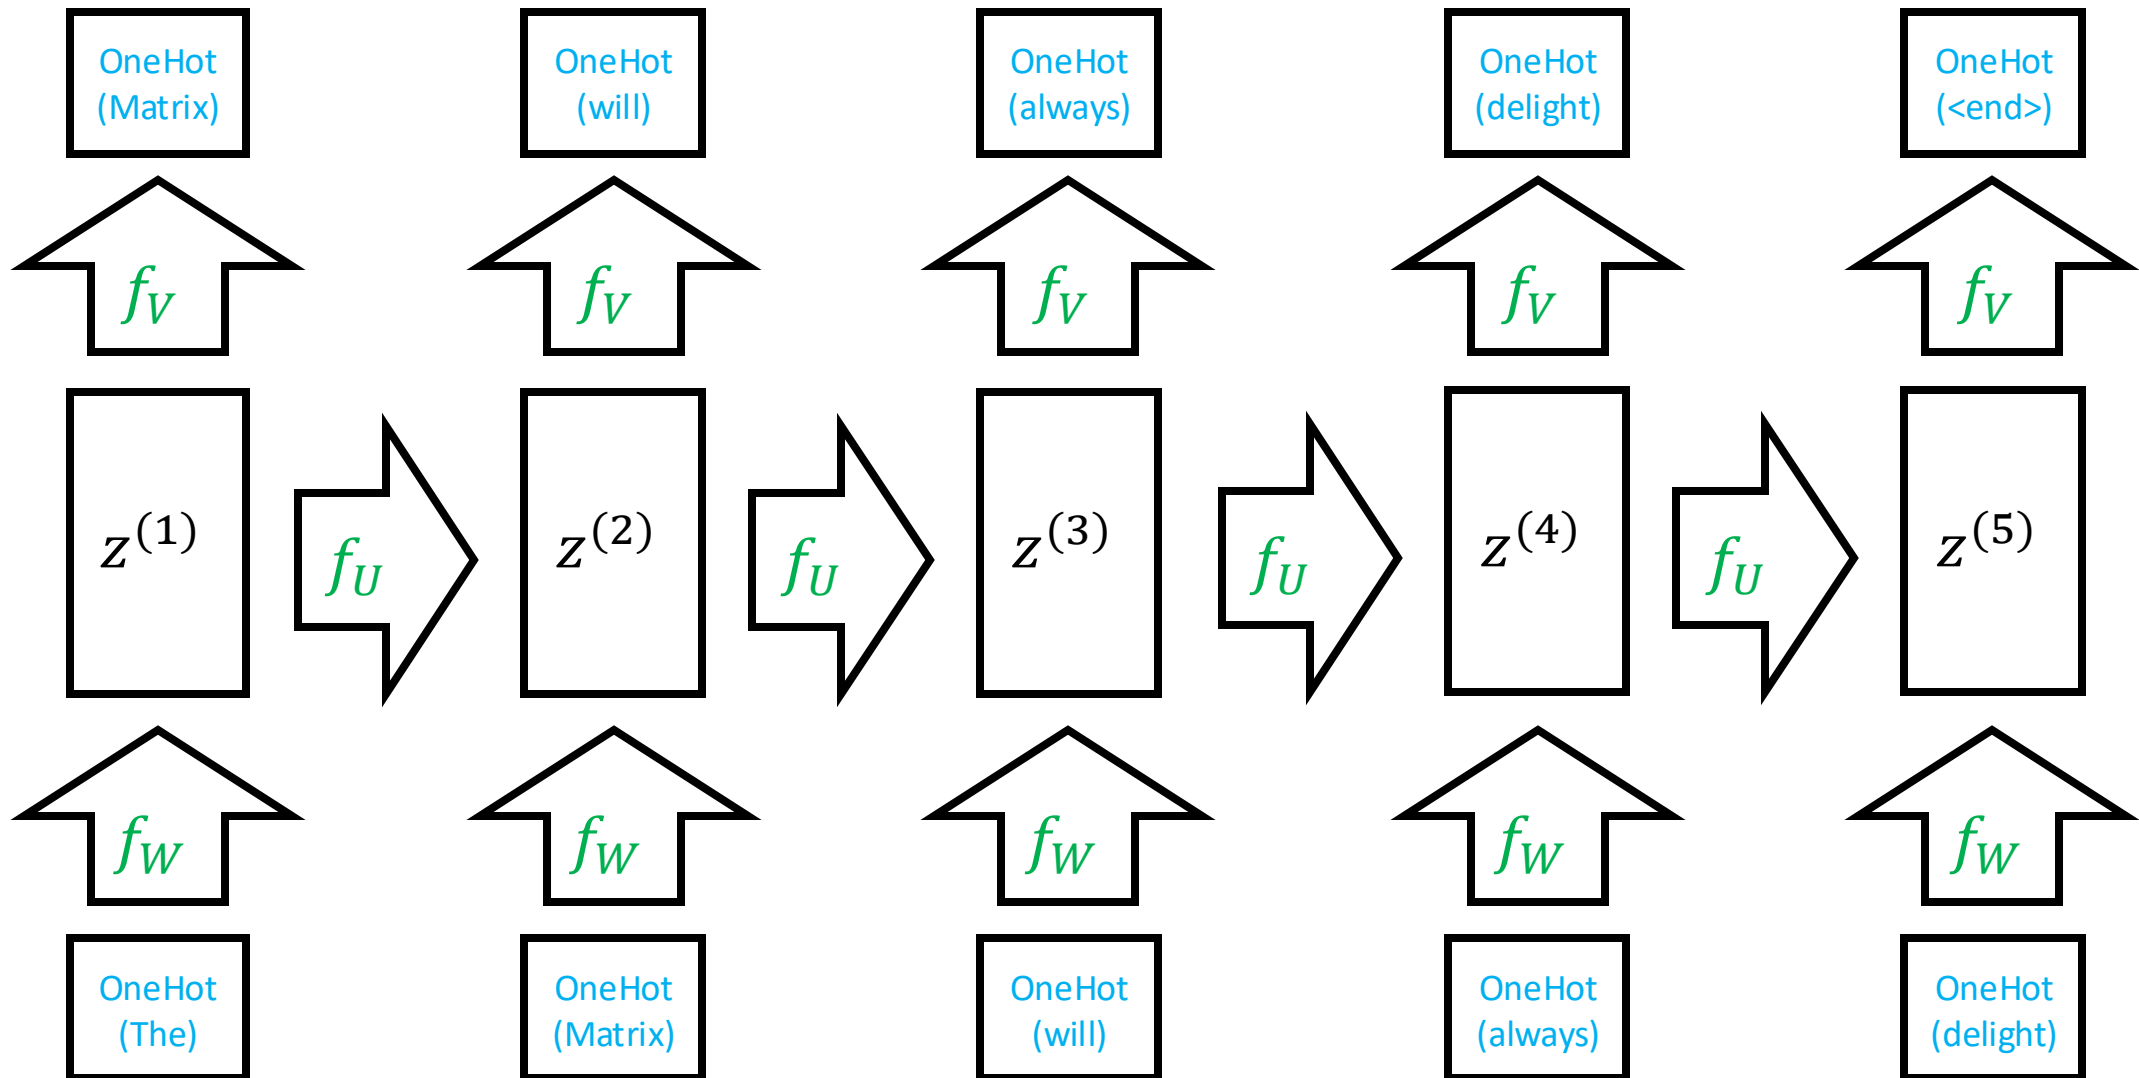 OneHot
(Matrix)
OneHot
(will)
OneHot
(always)
OneHot
(delight)
OneHot
(<end>)
f_V
f_V
f_V
f_V
f_V
z^(1)
f_U
z^(2)
f_U
z^(3)
f_U
z^(4)
f_U
z^(5)
f_W
f_W
f_W
f_W
f_W
OneHot
(The)
OneHot
(Matrix)
OneHot
(will)
OneHot
(always)
OneHot
(delight)